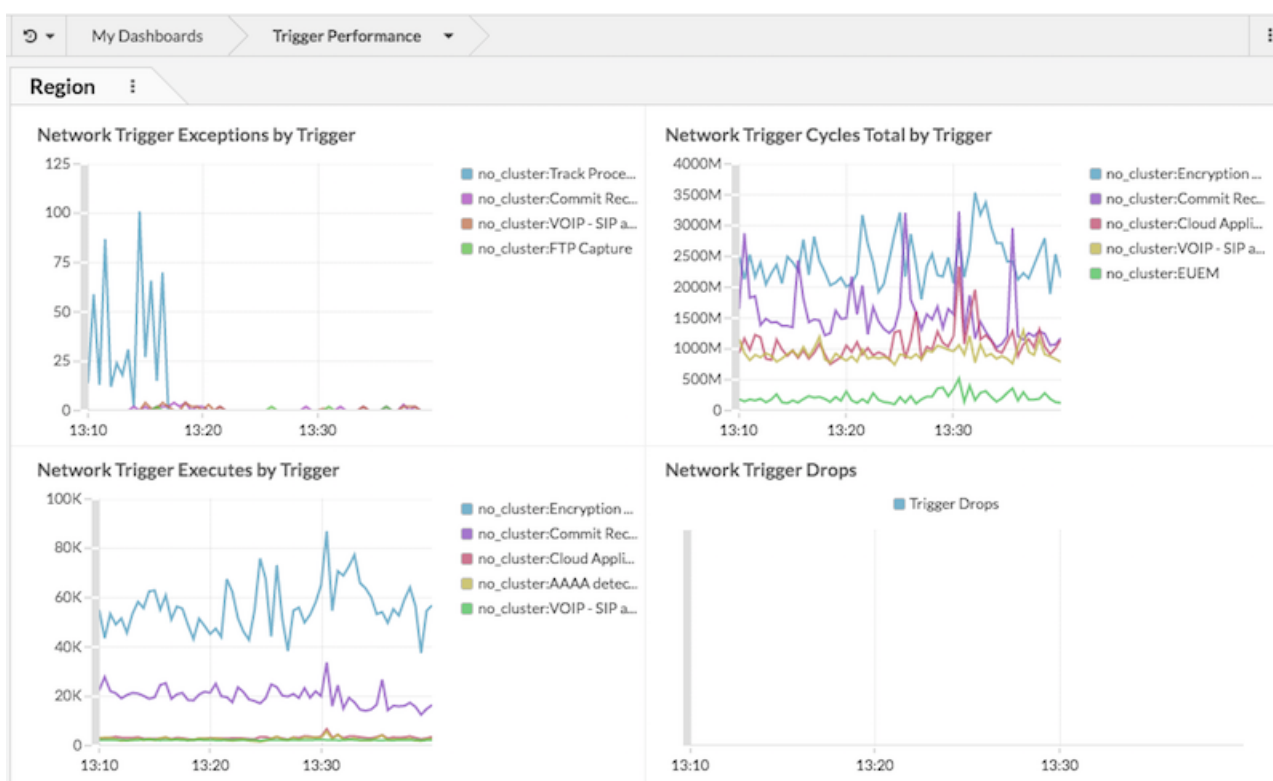 My Dashboards
Trigger Performance
Region
Network Trigger Exceptions by Trigger
125
100
75
50
25
0
13:10
13:20
13:30
no_cluster:Track Proce...
no_cluster:Commit Rec...
no_cluster:VOIP - SIP a...
no_cluster:FTP Capture
Network Trigger Cycles Total by Trigger
4000M
3500M
3000M
2500M
2000M
1500M
1000M
500M
0
13:10
13:20
13:30
no_cluster:Encryption ...
no_cluster:Commit Rec...
no_cluster:Cloud Appli...
no_cluster:VOIP - SIP a...
no_cluster:EUEM
Network Trigger Executes by Trigger
100K
80K
60K
40K
20K
0
13:10
13:20
13:30
no_cluster:Encryption ...
no_cluster:Commit Rec...
no_cluster:Cloud Appli...
no_cluster:AAAA detec...
no_cluster:VOIP - SIP a...
Network Trigger Drops
Trigger Drops
13:10
13:20
13:30